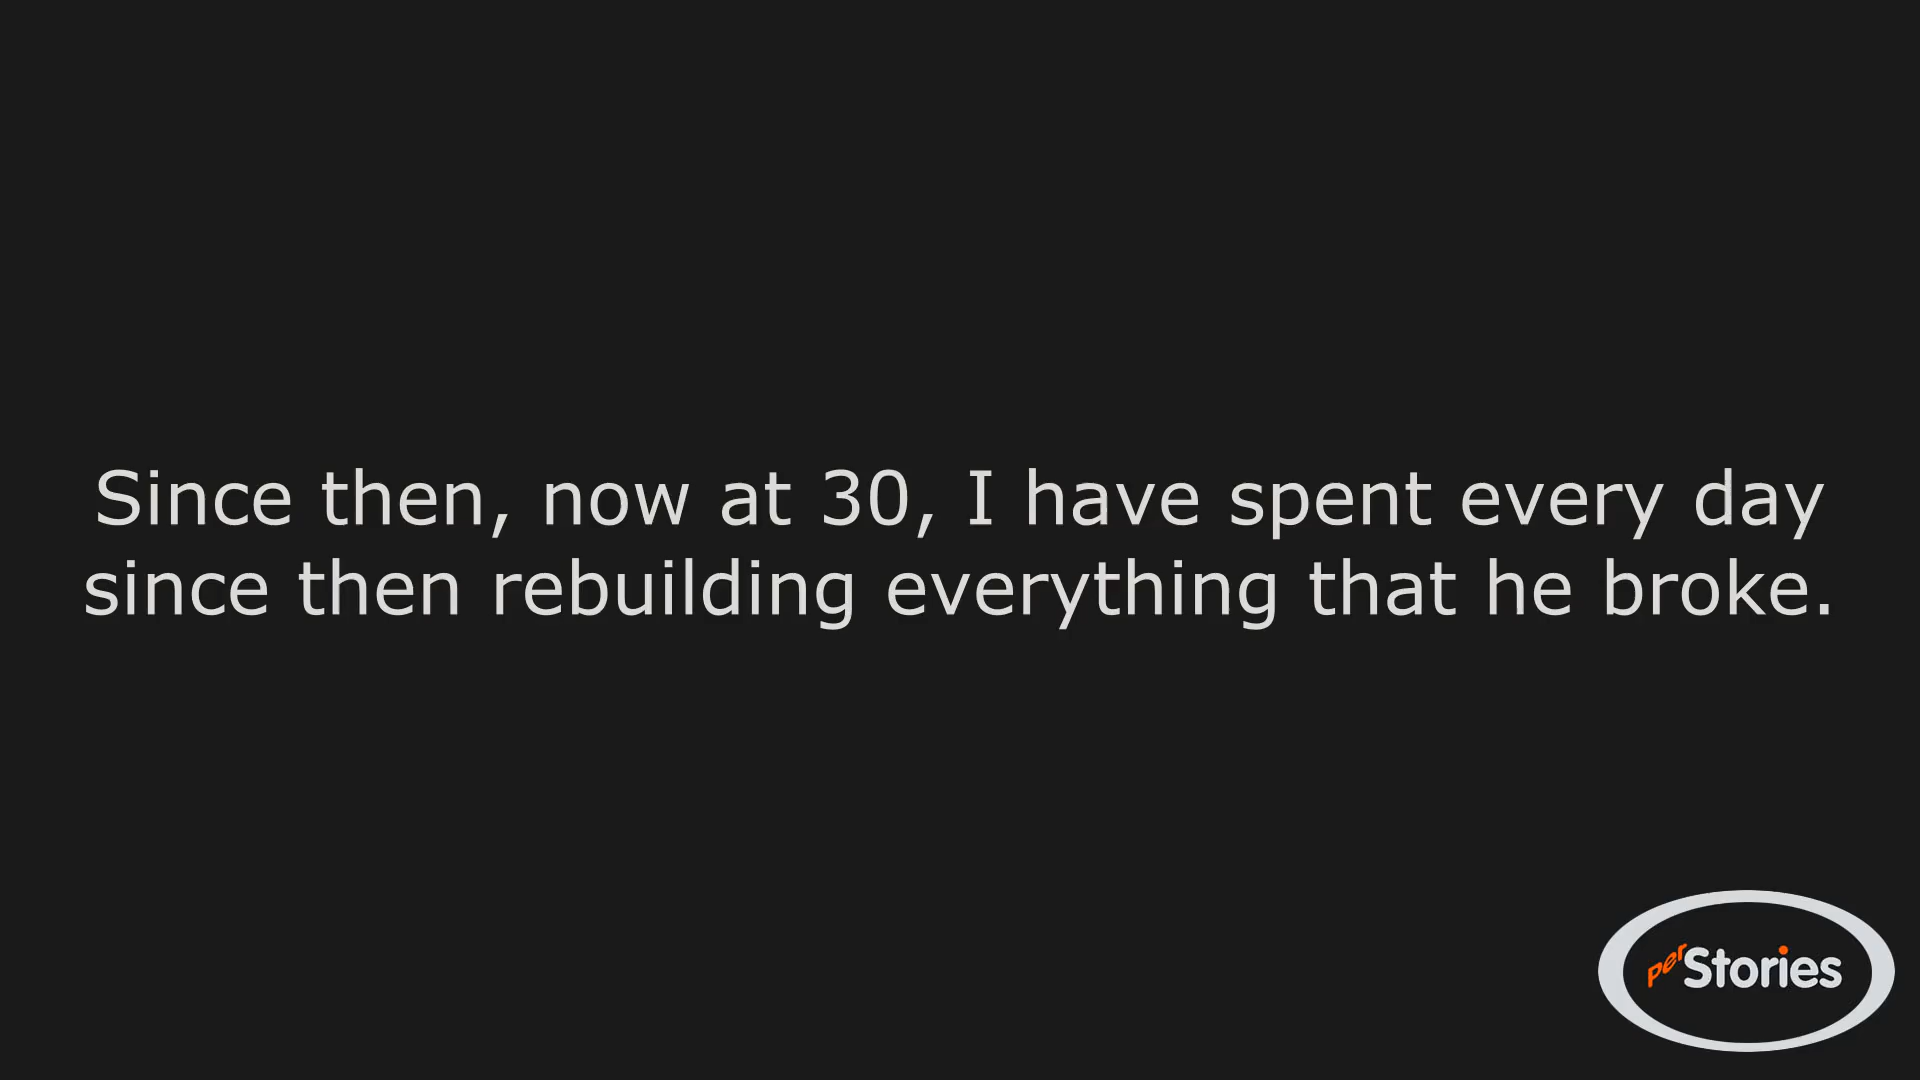 Since then, now at 30, I have spent every day
since then rebuilding everything that he broke.
perStories